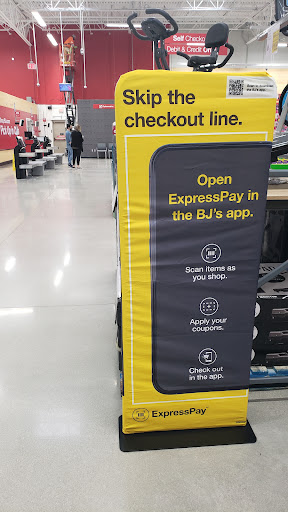 Self Checkout
Debit & Credit Only
Skip the
checkout line.
Open
ExpressPay in
the BJ's app.
Scan items as
you shop.
Apply your
coupons.
Check out
in the app.
ExpressPay